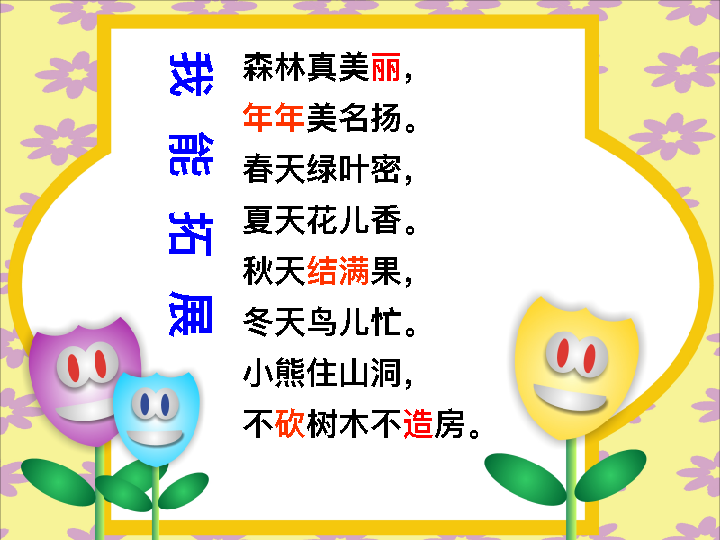 我能拓展
森林真美丽，
年年美名扬。
春天绿叶密，
夏天花儿香。
秋天结满果，
冬天鸟儿忙。
小熊住山洞，
不砍树木不造房。